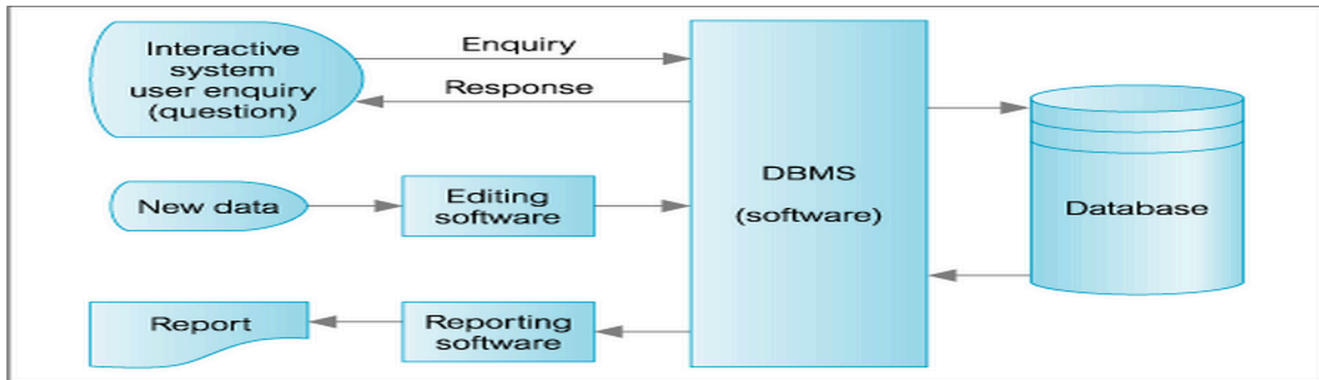 Interactive
system
user enquiry
(question)
Enquiry
Response
New data
Editing
software
Report
Reporting
software
DBMS
(software)
Database